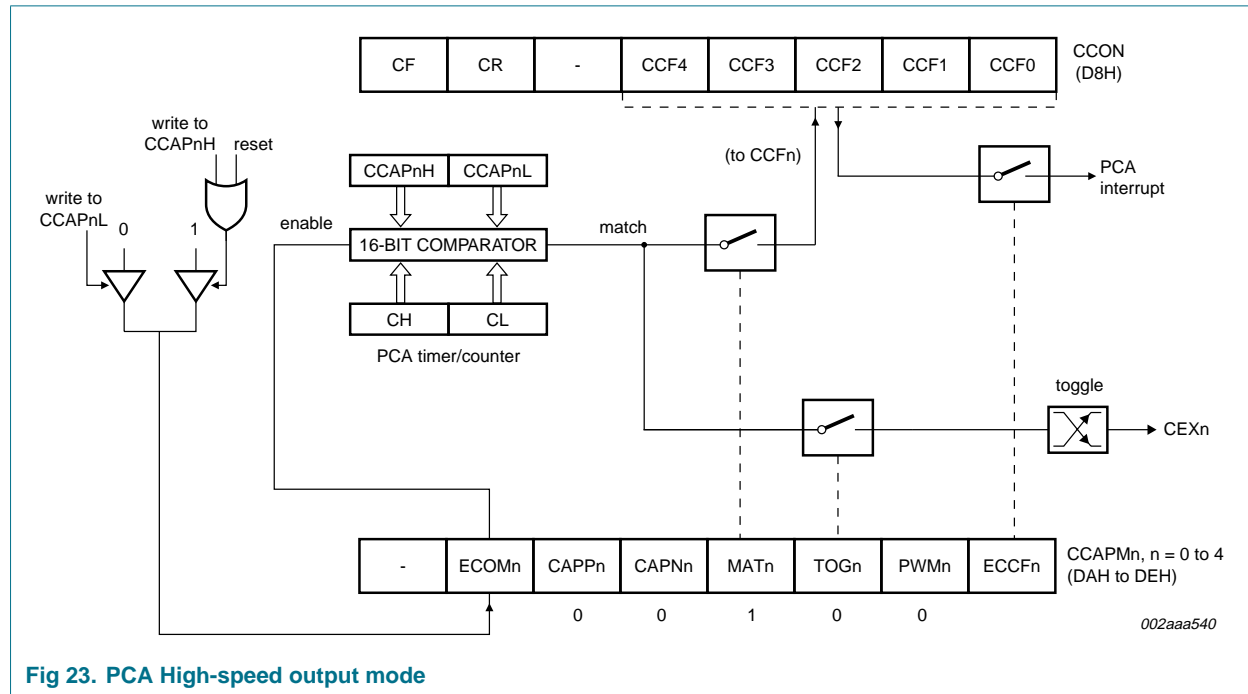 CF CR - CCF4 CCF3 CCF2 CCF1 CCF0
CCON
(D8H)
write to
CCAPnH reset
write to
CCAPnL
0
1
enable
CCAPnH CCAPnL
16-BIT COMPARATOR
CH CL
PCA timer/counter
match
(to CCFn)
PCA
interrupt
toggle
CEXn
- ECOMn CAPPn CAPNn MATn TOGn PWMn ECCFn
CCAPMn, n = 0 to 4
(DAH to DEH)
0 0 1 0 0
002aaa540
Fig 23. PCA High-speed output mode